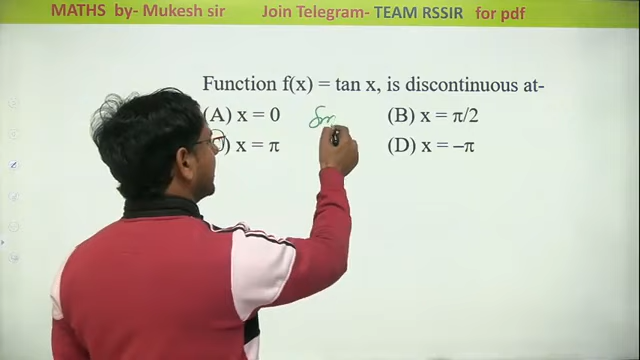 MATHS by- Mukesh sir Join Telegram- TEAM RSSIR for pdf
Function f(x) = tan x, is discontinuous at-
(A) x = 0 (B) x = π/2
(C) x = π (D) x = –π